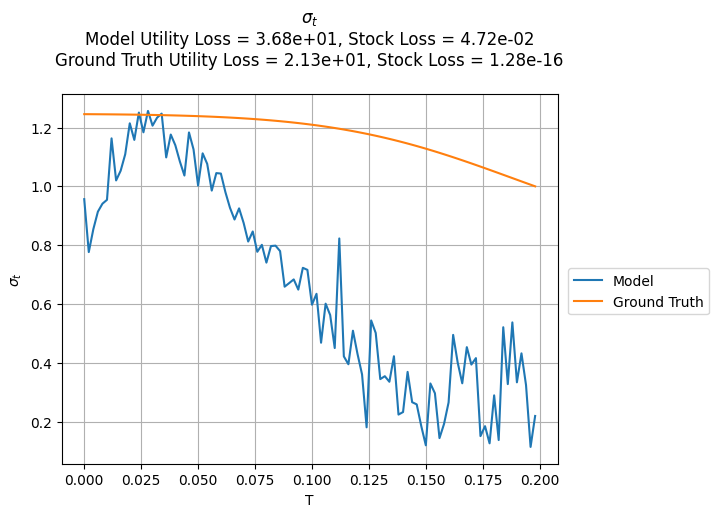 σt
Model Utility Loss = 3.68e+01, Stock Loss = 4.72e-02
Ground Truth Utility Loss = 2.13e+01, Stock Loss = 1.28e-16
1.2
1.0
0.8
0.6
0.4
0.2
σt
0.000 0.025 0.050 0.075 0.100 0.125 0.150 0.175 0.200
T
Model
Ground Truth